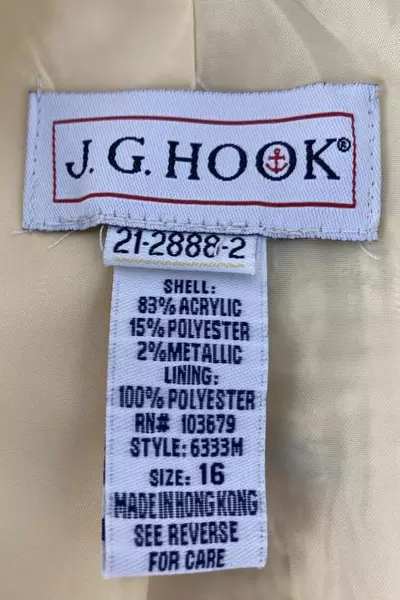 J. G. HOOK®
21-2888-2
SHELL:
83% ACRYLIC
15% POLYESTER
2% METALLIC
LINING:
100% POLYESTER
RN# 103679
STYLE: 6333M
SIZE: 16
MADE IN HONG KONG
SEE REVERSE
FOR CARE